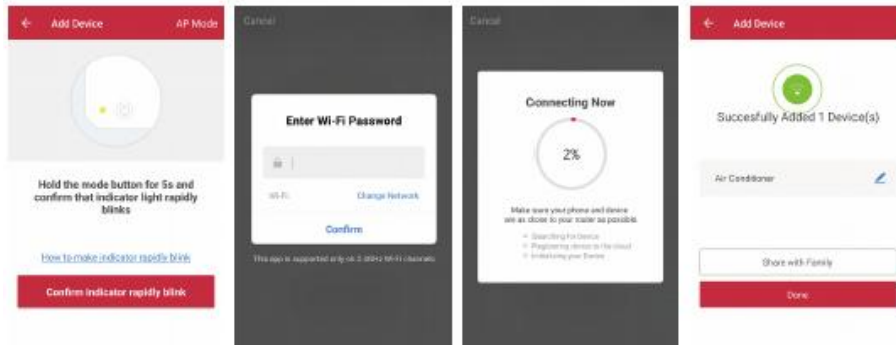 Add Device
AP Mode
Hold the mode button for 5s and
confirm that indicator light rapidly
blinks
How to make indicator rapidly blink
Confirm indicator rapidly blink
Cancel
Enter Wi-Fi Password
Wi-Fi:
Change Network
Confirm
This app is supported only on 2.4GHz Wi-Fi channels
Cancel
Connecting Now
2%
Make sure your phone and device
are as close to your router as possible.
Searching for Device
Registering device to the cloud
Initializing your Device
Add Device
Succesfully Added 1 Device(s)
Air Conditioner
Share with Family
Done